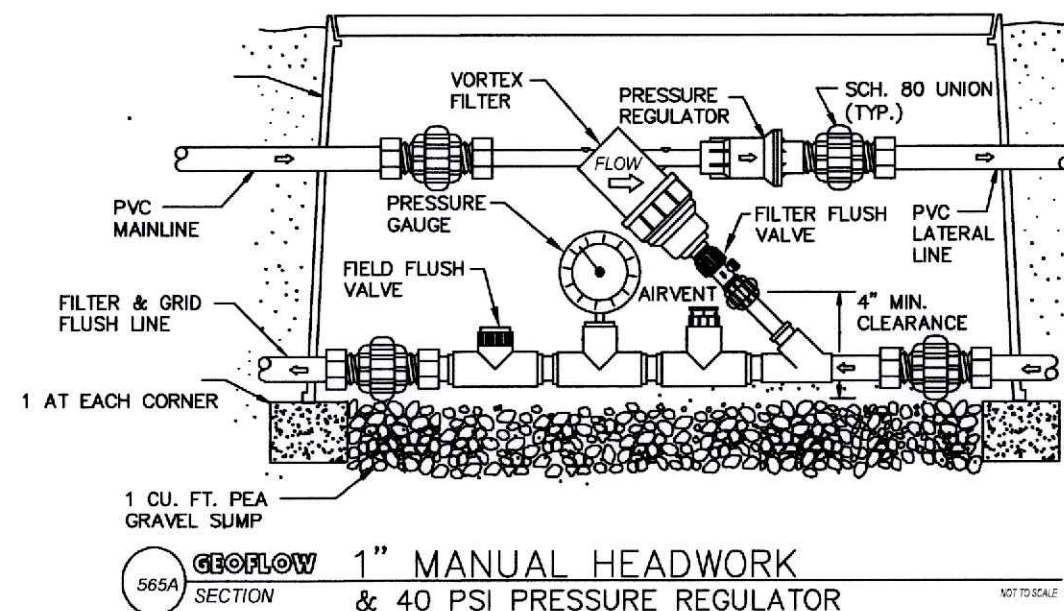 VORTEX
FILTER
PRESSURE
REGULATOR
SCH. 80 UNION
(TYP.)
FLOW
PVC
MAINLINE
PRESSURE
GAUGE
FILTER FLUSH
VALVE
PVC
LATERAL
LINE
FIELD FLUSH
VALVE
AIRVENT
4" MIN.
CLEARANCE
FILTER & GRID
FLUSH LINE
1 AT EACH CORNER
1 CU. FT. PEA
GRAVEL SUMP
565A
GEOFLOW
SECTION
1" MANUAL HEADWORK
& 40 PSI PRESSURE REGULATOR
NOT TO SCALE